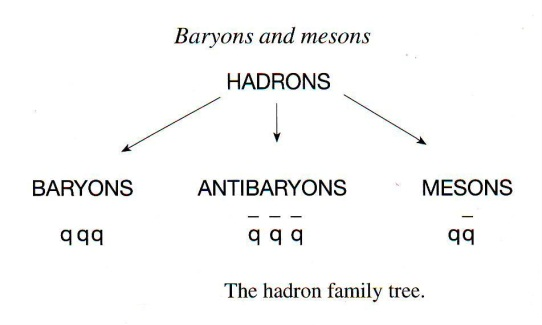 Baryons and mesons
HADRONS
BARYONS ANTIBARYONS MESONS
qqq q̅ q̅ q̅ qq̅
The hadron family tree.